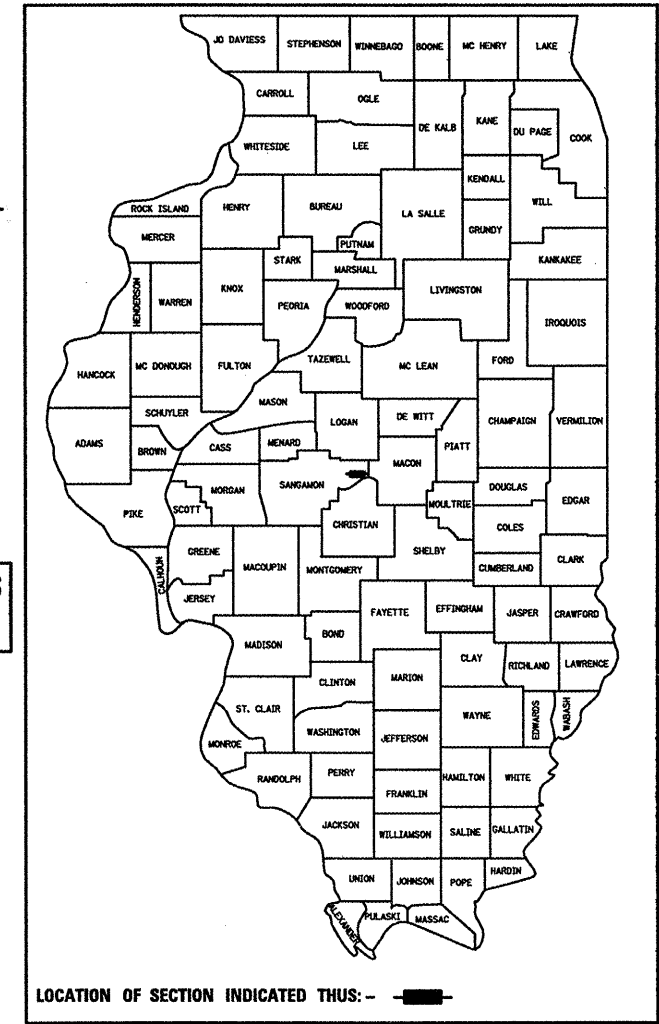 JO DAVIESS STEPHENSON WINNEBAGO BOONE MC HENRY LAKE
CARROLL OGLE
DE KALB KANE DU PAGE COOK
WHITESIDE LEE
KENDALL
ROCK ISLAND HENRY BUREAU LA SALLE WILL
MERCER PUTNAM GRUNDY
STARK MARSHALL KANKAKEE
HENDERSON WARREN KNOX PEORIA WOODFORD LIVINGSTON IROQUOIS
HANCOCK MC DONOUGH FULTON TAZEWELL MC LEAN FORD
MASON
SCHUYLER LOGAN DE WITT CHAMPAIGN VERMILION
ADAMS BROWN CASS MENARD PIATT
MACON
PIKE SCOTT MORGAN SANGAMON MOULTRIE DOUGLAS EDGAR
CHRISTIAN COLES
CALHOUN GREENE MACOUPIN MONTGOMERY SHELBY CUMBERLAND CLARK
JERSEY
FAYETTE EFFINGHAM JASPER CRAWFORD
MADISON BOND
CLAY RICHLAND LAWRENCE
CLINTON MARION
ST. CLAIR WAYNE EDWARDS WABASH
MONROE WASHINGTON JEFFERSON
RANDOLPH PERRY HAMILTON WHITE
FRANKLIN
JACKSON WILLIAMSON SALINE GALLATIN
UNION JOHNSON POPE HARDIN
ALEXANDER PULASKI MASSAC
LOCATION OF SECTION INDICATED THUS: -